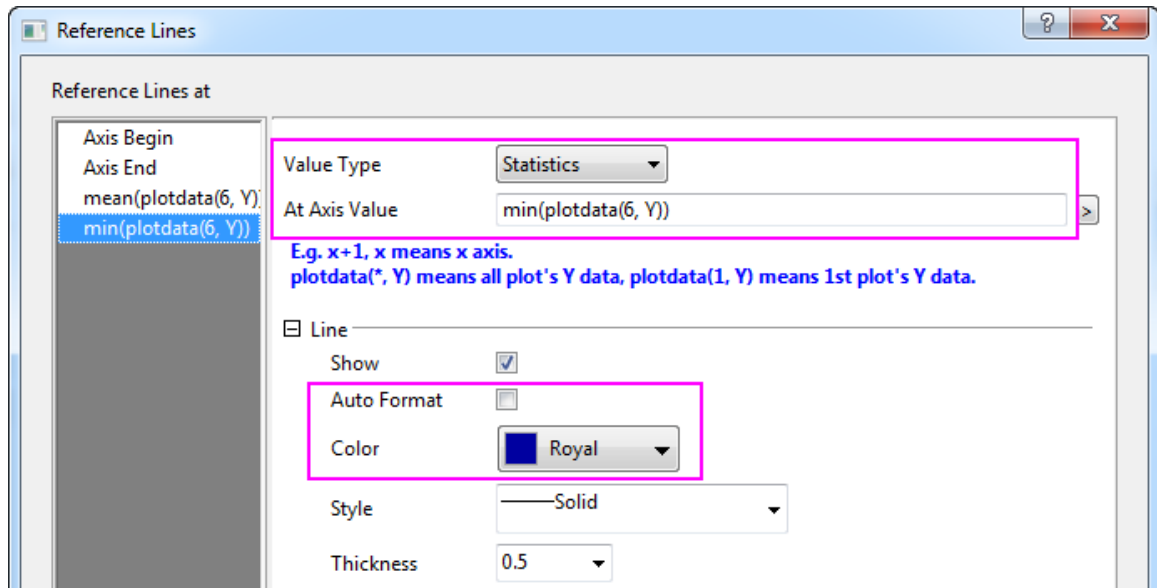 Reference Lines
Reference Lines at
Axis Begin
Axis End
mean(plotdata(6, Y))
min(plotdata(6, Y))
Value Type Statistics
At Axis Value min(plotdata(6, Y)) >
E.g. x+1, x means x axis.
plotdata(*, Y) means all plot's Y data, plotdata(1, Y) means 1st plot's Y data.
Line
Show
Auto Format
Color Royal
Style Solid
Thickness 0.5